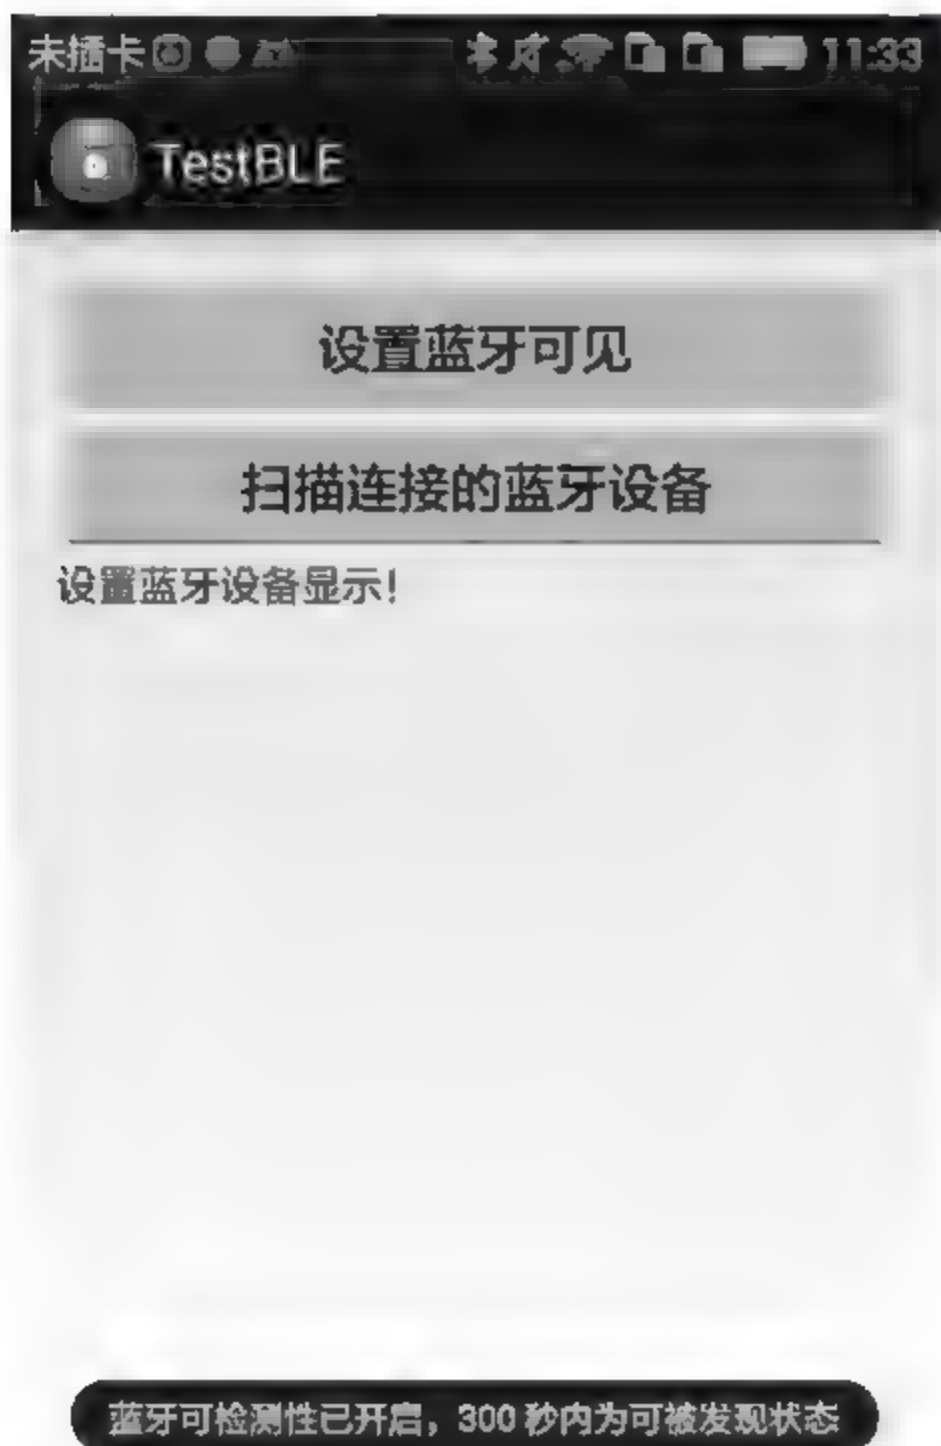 未插卡 11:33
TestBLE
设置蓝牙可见
扫描连接的蓝牙设备
设置蓝牙设备显示！
蓝牙可检测性已开启，300 秒内为可被发现状态